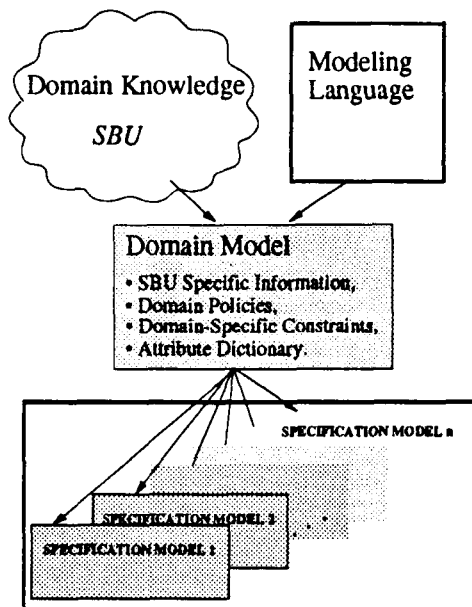 Domain Knowledge
SBU
Modeling
Language
Domain Model
• SBU Specific Information,
• Domain Policies,
• Domain-Specific Constraints,
• Attribute Dictionary.
SPECIFICATION MODEL n
SPECIFICATION MODEL 2
. . .
SPECIFICATION MODEL 1